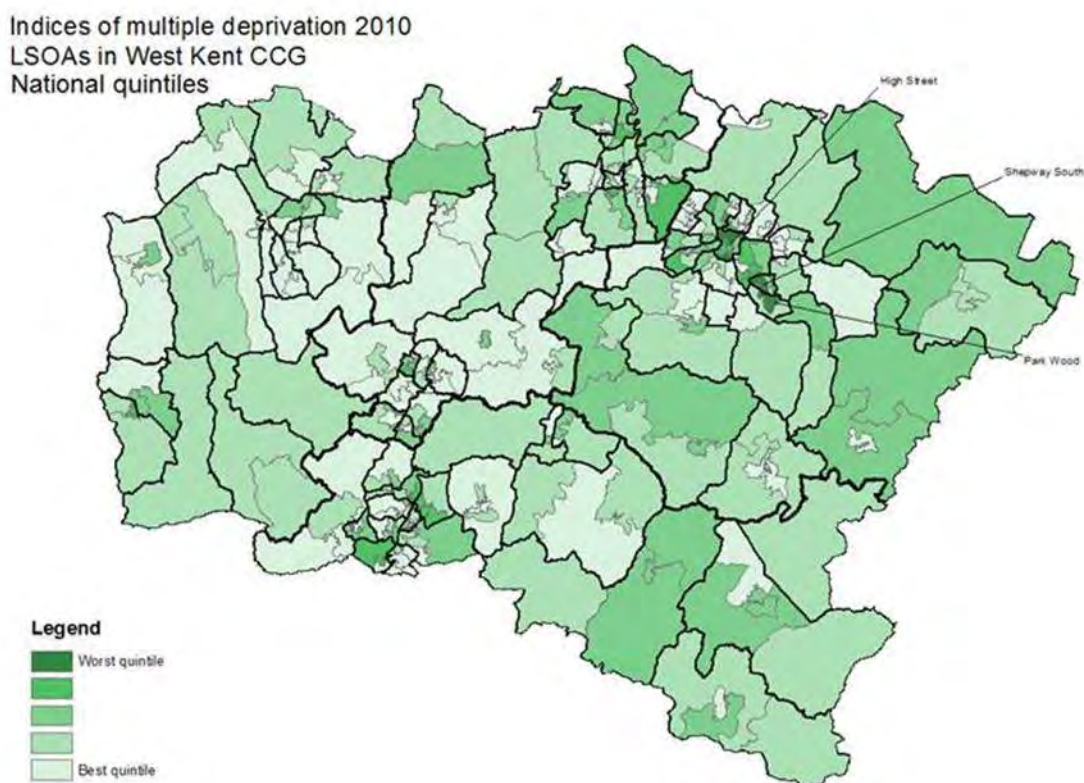 Indices of multiple deprivation 2010
LSOAs in West Kent CCG
National quintiles
High Street
Shepway South
Park Wood
Legend
Worst quintile
Best quintile